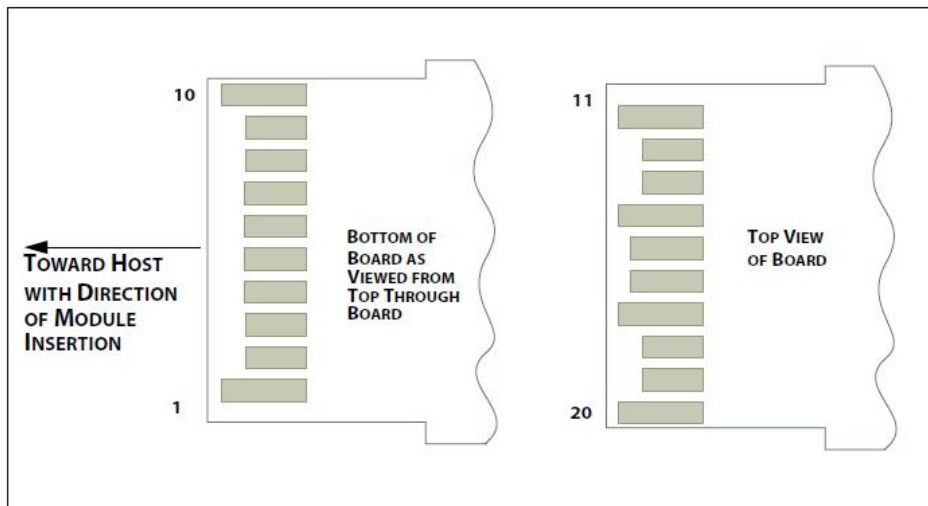 10
1
TOWARD HOST
WITH DIRECTION
OF MODULE
INSERTION
BOTTOM OF
BOARD AS
VIEWED FROM
TOP THROUGH
BOARD
11
20
TOP VIEW
OF BOARD